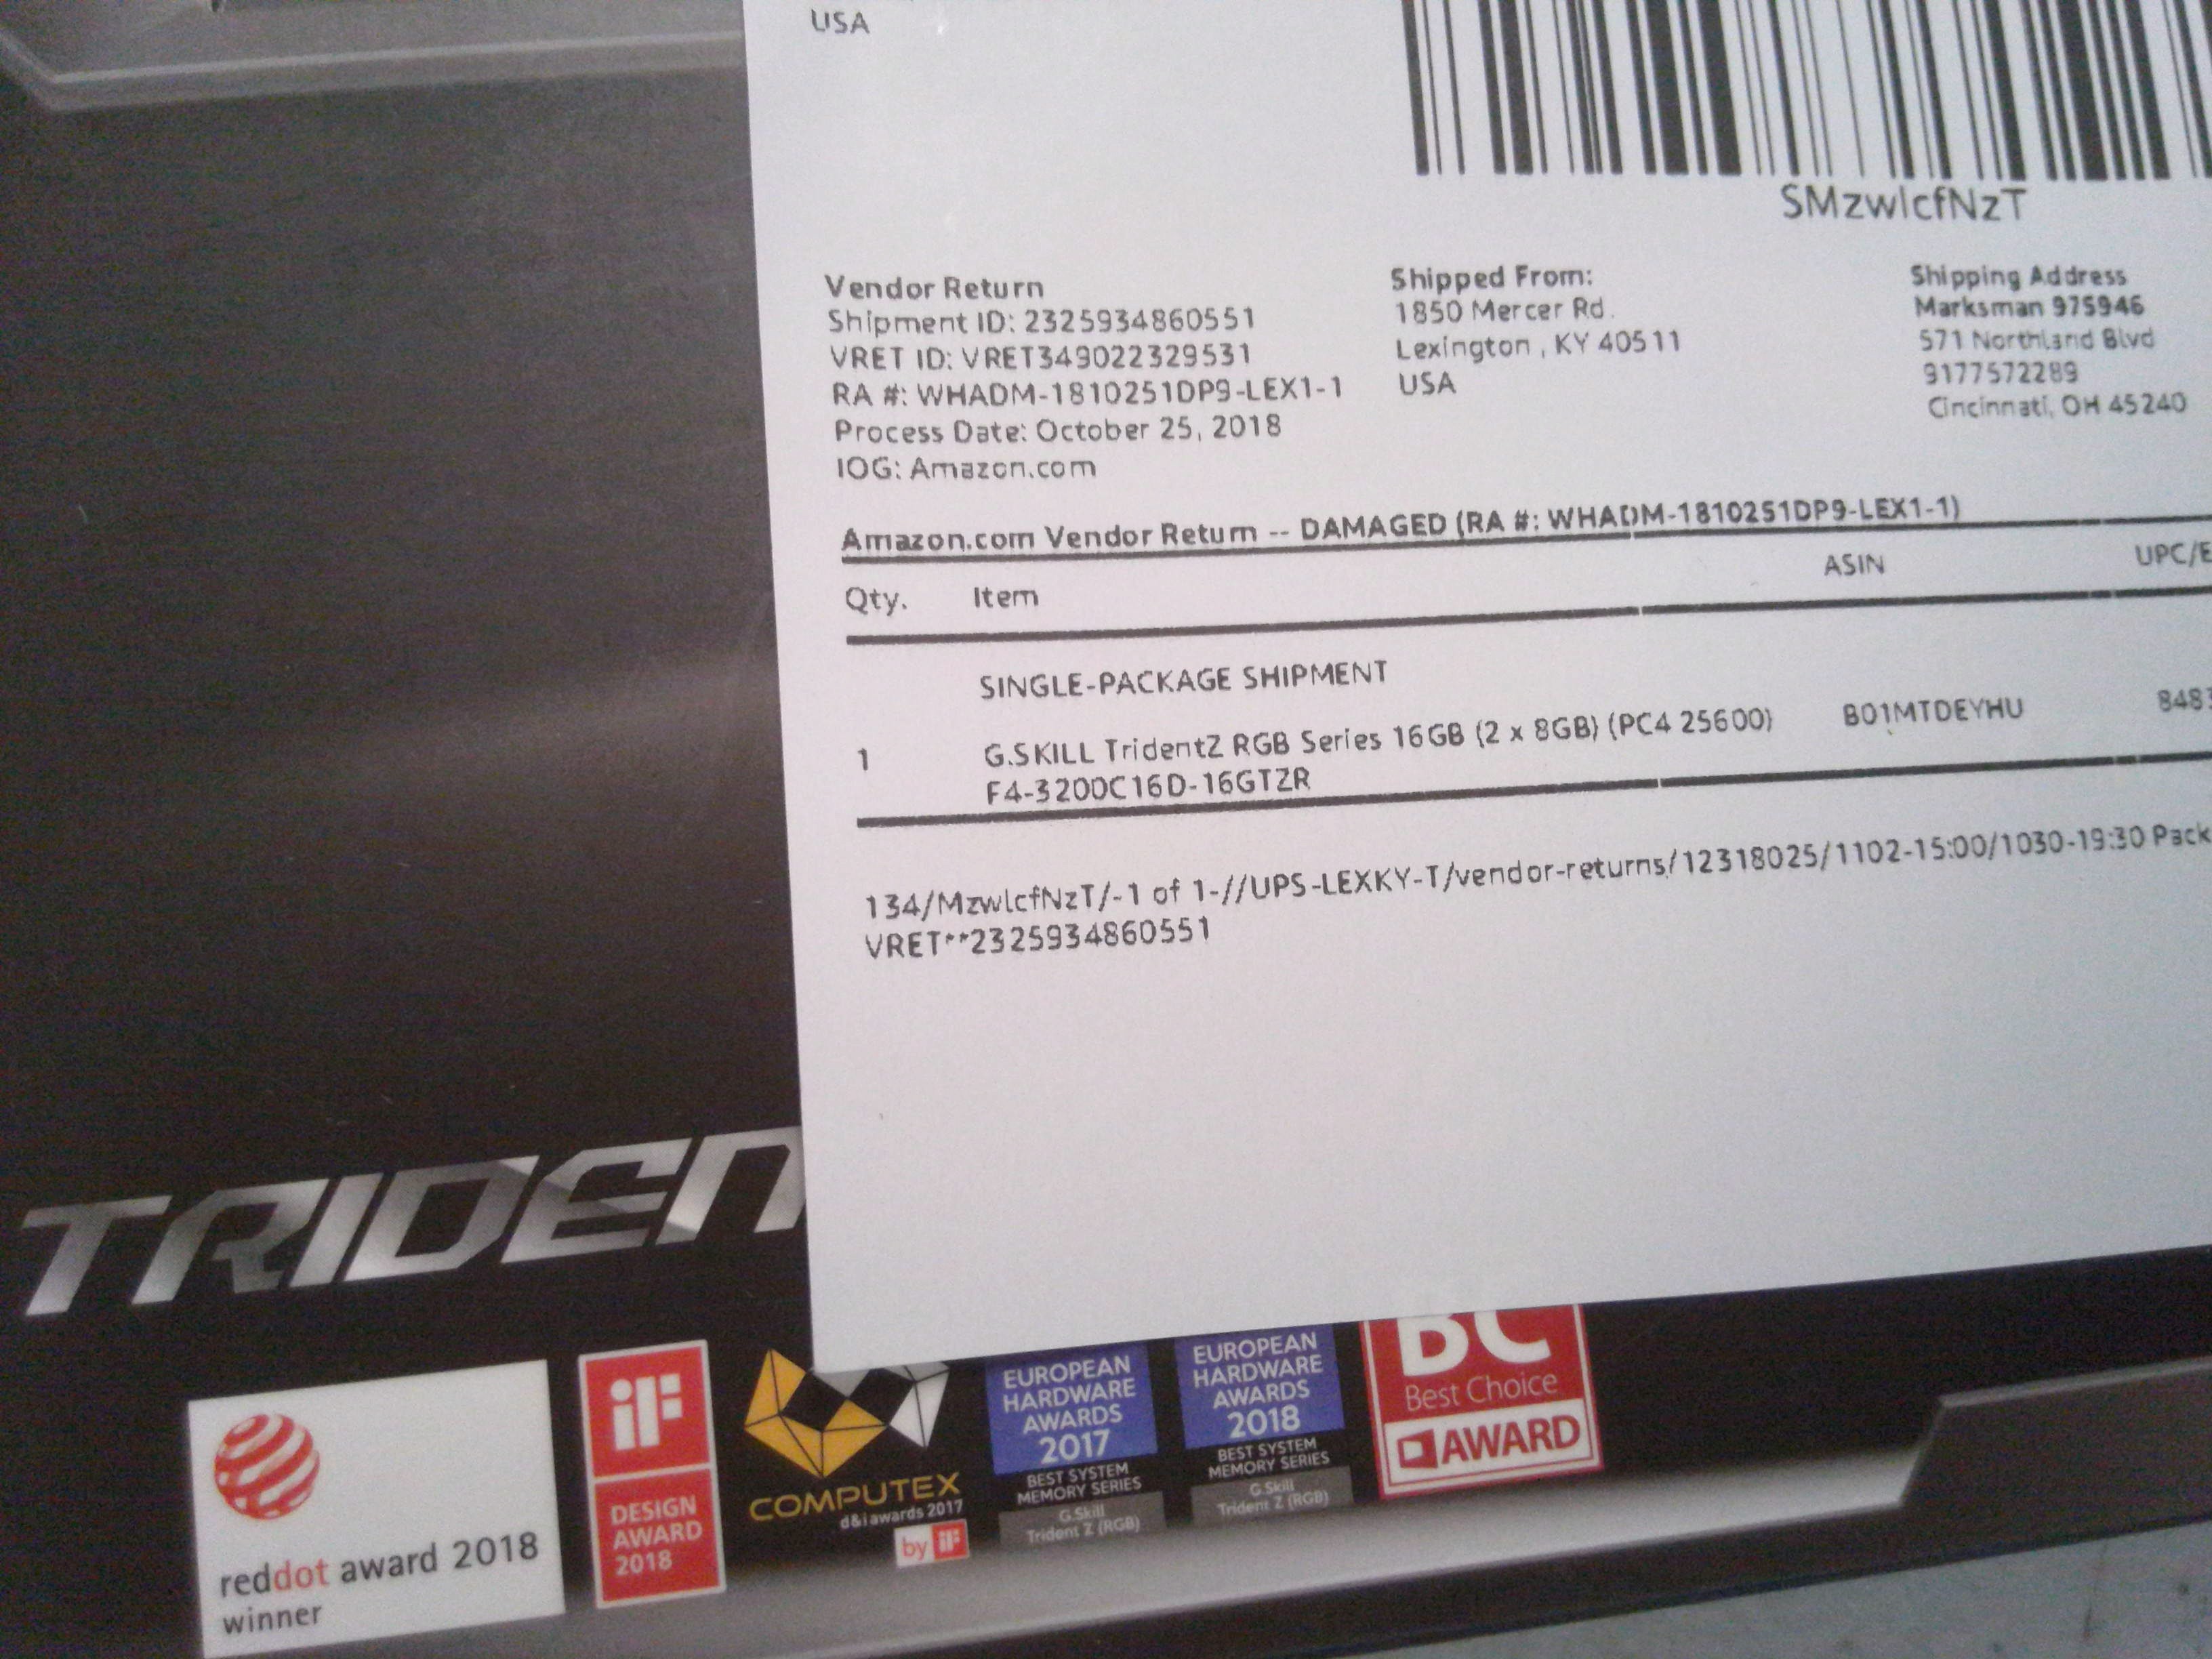 USA
SMzwlcfNzT
Vendor Return
Shipment ID: 2325934860551
VRET ID: VRET349022329531
RA #: WHADM-1810251DP9-LEX1-1
Process Date: October 25, 2018
IOG: Amazon.com
Shipped From:
1850 Mercer Rd.
Lexington , KY 40511
USA
Shipping Address
Marksman 975946
571 Northland Blvd
9177572289
Cincinnati, OH 45240
Amazon.com Vendor Return -- DAMAGED (RA #: WHADM-1810251DP9-LEX1-1)
Qty. Item ASIN UPC/E
SINGLE-PACKAGE SHIPMENT
1 G.SKILL TridentZ RGB Series 16GB (2 x 8GB) (PC4 25600) B01MTDEYHU 8483
F4-3200C16D-16GTZR
134/MzwlcfNzT/-1 of 1-//UPS-LEXKY-T/vendor-returns/12318025/1102-15:00/1030-19:30 Pack
VRET**2325934860551
TRIDEN
reddot award 2018
winner
iF
DESIGN
AWARD
2018
COMPUTEX
d&i awards 2017
by iF
EUROPEAN
HARDWARE
AWARDS
2017
BEST SYSTEM
MEMORY SERIES
G.Skill
Trident Z (RGB)
EUROPEAN
HARDWARE
AWARDS
2018
BEST SYSTEM
MEMORY SERIES
G.Skill
Trident Z (RGB)
BC
Best Choice
AWARD